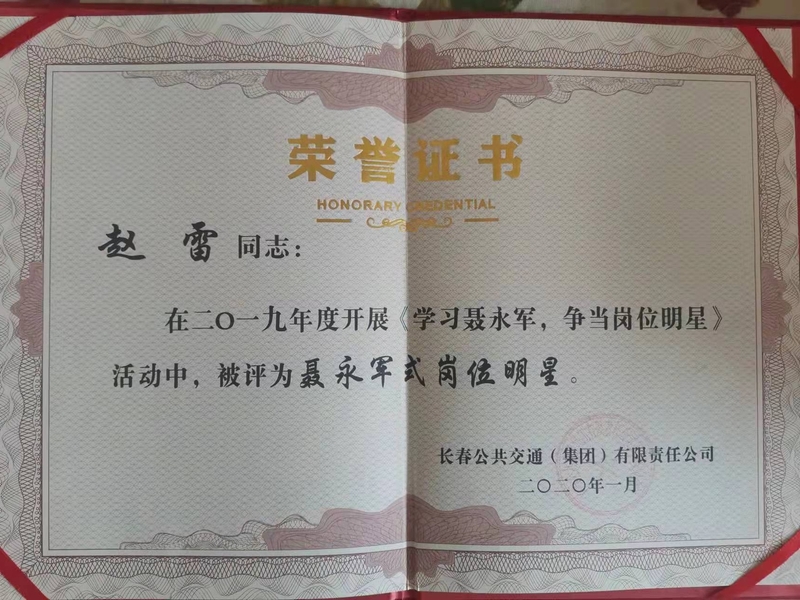 荣誉证书
HONORARY CREDENTIAL
赵 雷 同志：
在二〇一九年度开展《学习聂永军，争当岗位明星》
活动中，被评为聂永军式岗位明星。
长春公共交通（集团）有限责任公司
二〇二〇年一月